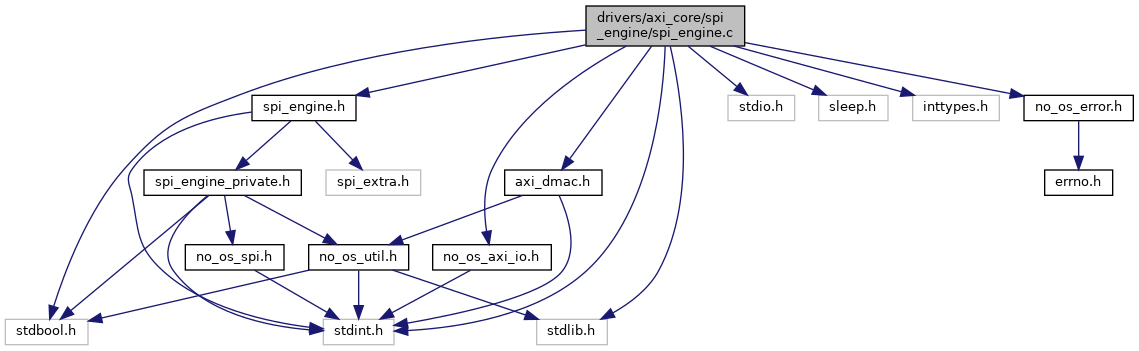 drivers/axi_core/spi
_engine/spi_engine.c
spi_engine.h
stdio.h
sleep.h
inttypes.h
no_os_error.h
spi_engine_private.h
spi_extra.h
axi_dmac.h
errno.h
no_os_spi.h
no_os_util.h
no_os_axi_io.h
stdbool.h
stdint.h
stdlib.h